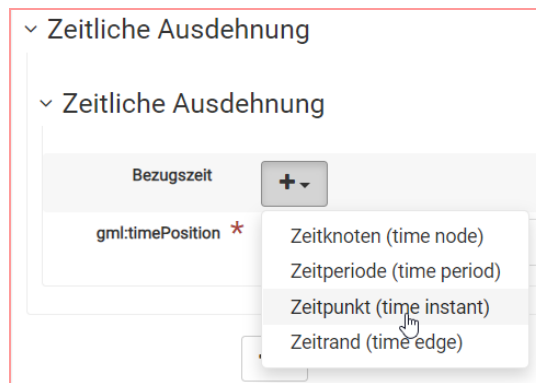 Zeitliche Ausdehnung
Zeitliche Ausdehnung
Bezugszeit
gml:timePosition *
Zeitknoten (time node)
Zeitperiode (time period)
Zeitpunkt (time instant)
Zeitrand (time edge)